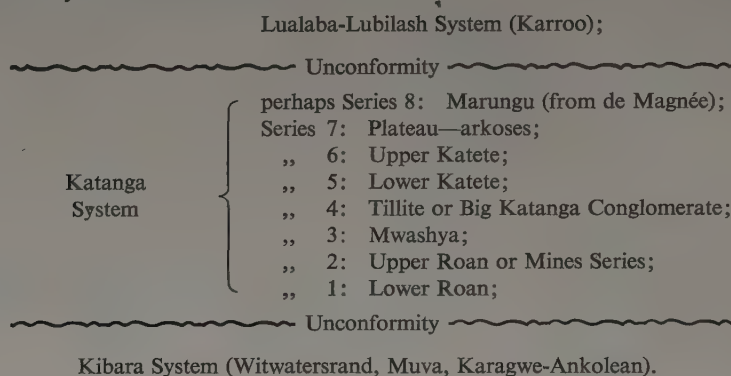 Lualaba-Lubilash System (Karroo);
Unconformity
perhaps Series 8: Marungu (from de Magnée);
Series 7: Plateau—arkoses;
„ 6: Upper Katete;
„ 5: Lower Katete;
Katanga System
„ 4: Tillite or Big Katanga Conglomerate;
„ 3: Mwashya;
„ 2: Upper Roan or Mines Series;
„ 1: Lower Roan;
Unconformity
Kibara System (Witwatersrand, Muva, Karagwe-Ankolean).